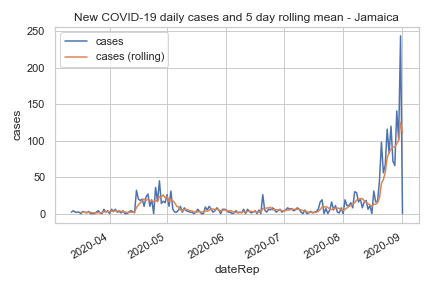 New COVID-19 daily cases and 5 day rolling mean - Jamaica
cases
cases (rolling)
250
200
150
100
50
0
cases
2020-04
2020-05
2020-06
2020-07
2020-08
2020-09
dateRep